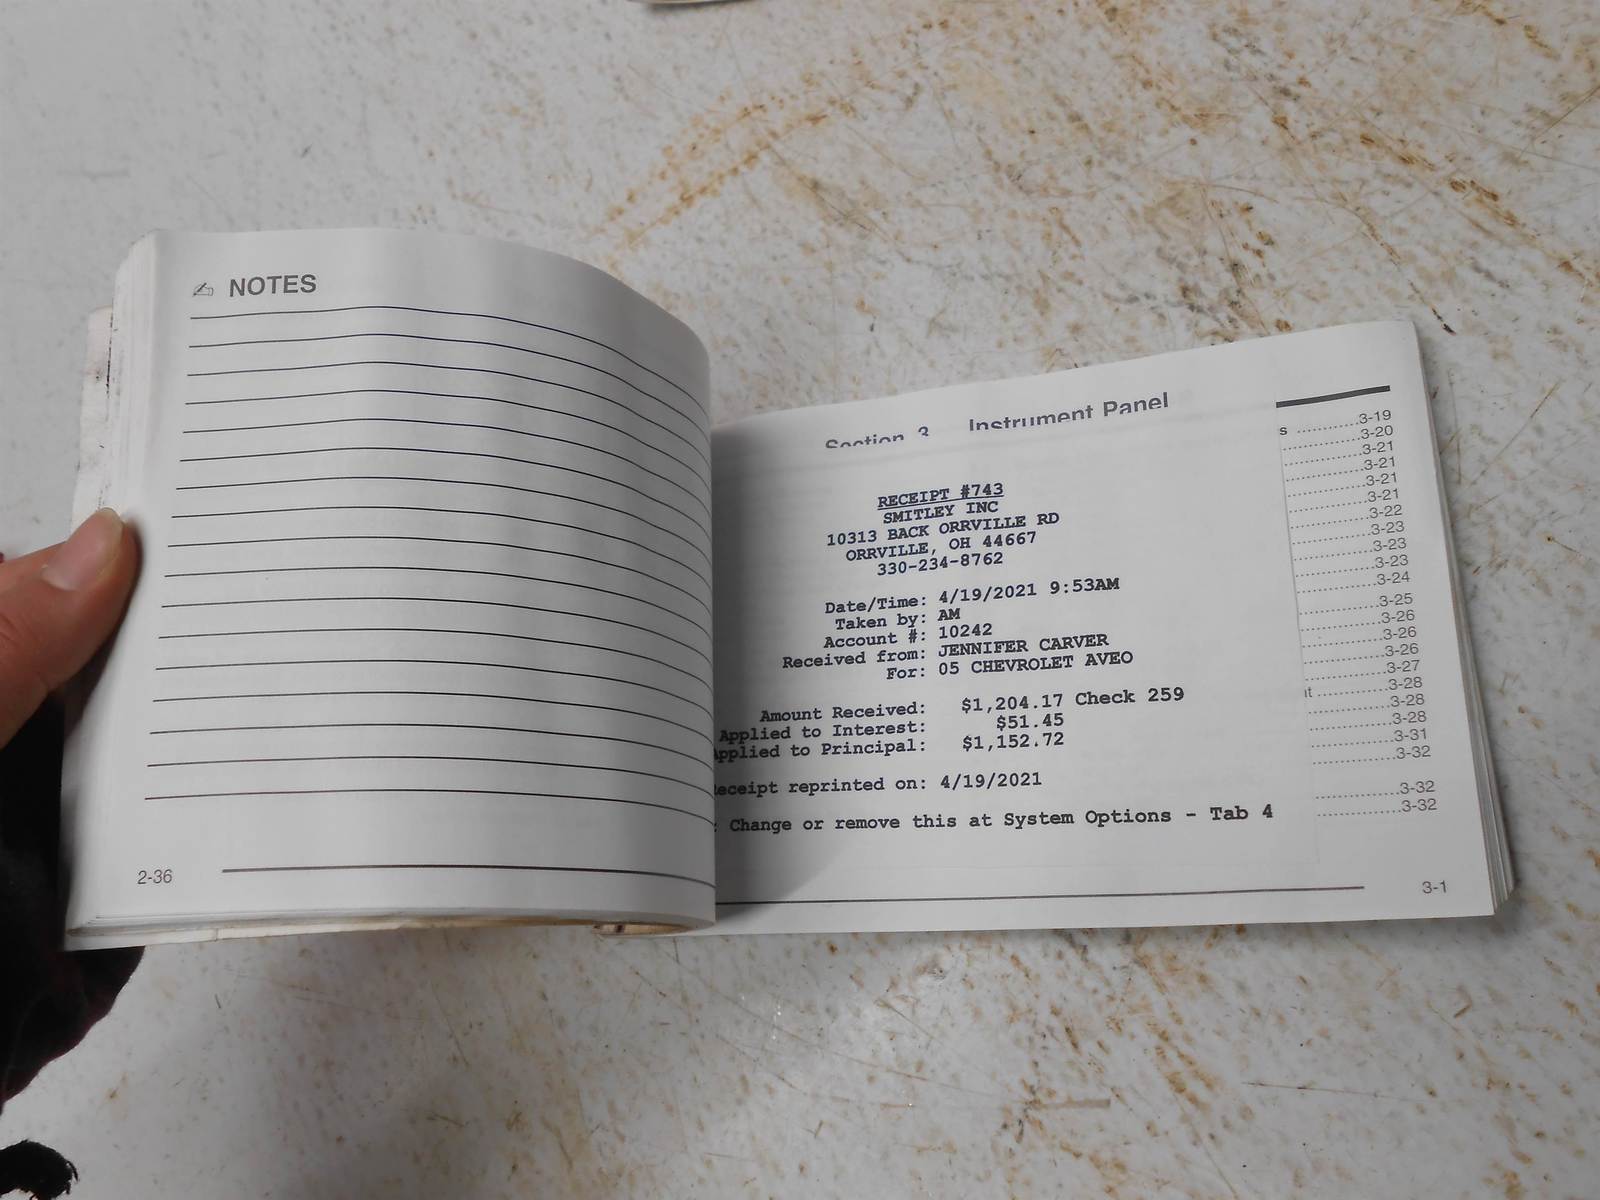 NOTES
2-36
Section 3 Instrument Panel
RECEIPT #743
SMITLEY INC
10313 BACK ORRVILLE RD
ORRVILLE, OH 44667
330-234-8762
Date/Time: 4/19/2021 9:53AM
Taken by: AM
Account #: 10242
Received from: JENNIFER CARVER
For: 05 CHEVROLET AVEO
Amount Received: $1,204.17 Check 259
Applied to Interest: $51.45
Applied to Principal: $1,152.72
eceipt reprinted on: 4/19/2021
: Change or remove this at System Options - Tab 4
s ...........3-19
...............3-20
...............3-21
...............3-21
...............3-21
...............3-21
...............3-22
...............3-23
...............3-23
...............3-23
...............3-24
...............3-25
...............3-26
...............3-26
...............3-26
...............3-27
t ..............3-28
...............3-28
...............3-28
...............3-31
...............3-32
...............3-32
...............3-32
3-1